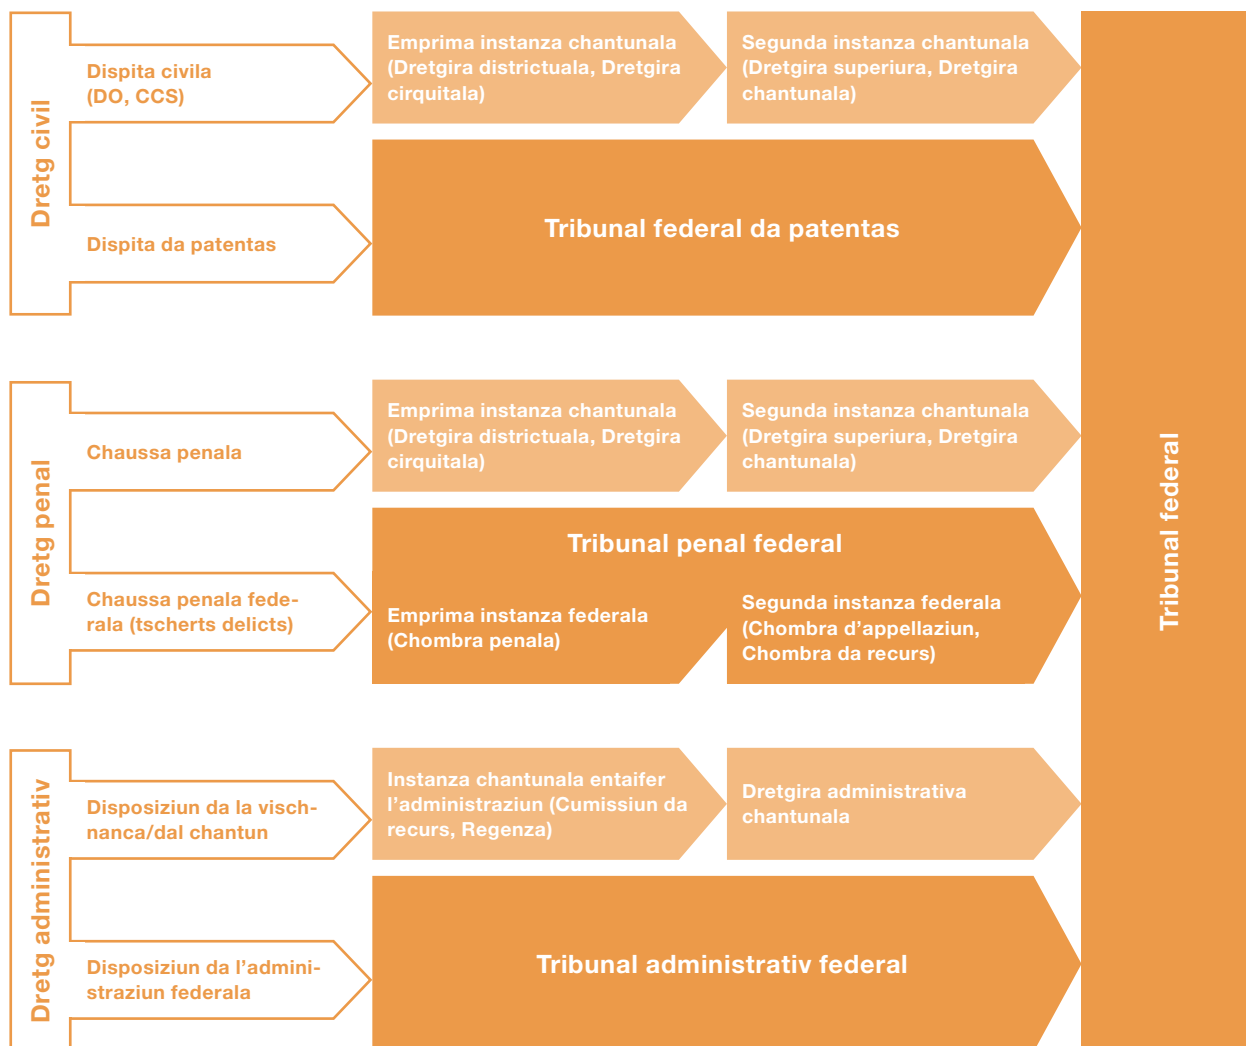 Dretg civil
Dispita civila
(DO, CCS)
Emprima instanza chantunala
(Dretgira districtuala, Dretgira
cirquitala)
Segunda instanza chantunala
(Dretgira superiura, Dretgira
chantunala)
Dispita da patentas
Tribunal federal da patentas
Dretg penal
Chaussa penala
Emprima instanza chantunala
(Dretgira districtuala, Dretgira
cirquitala)
Segunda instanza chantunala
(Dretgira superiura, Dretgira
chantunala)
Chaussa penala fede-
rala (tscherts delicts)
Tribunal penal federal
Emprima instanza federala
(Chombra penala)
Segunda instanza federala
(Chombra d’appellaziun,
Chombra da recurs)
Dretg administrativ
Disposiziun da la visch-
nanca/dal chantun
Instanza chantunala entaifer
l’administraziun (Cumissiun da
recurs, Regenza)
Dretgira administrativa
chantunala
Disposiziun da l’admini-
straziun federala
Tribunal administrativ federal
Tribunal federal